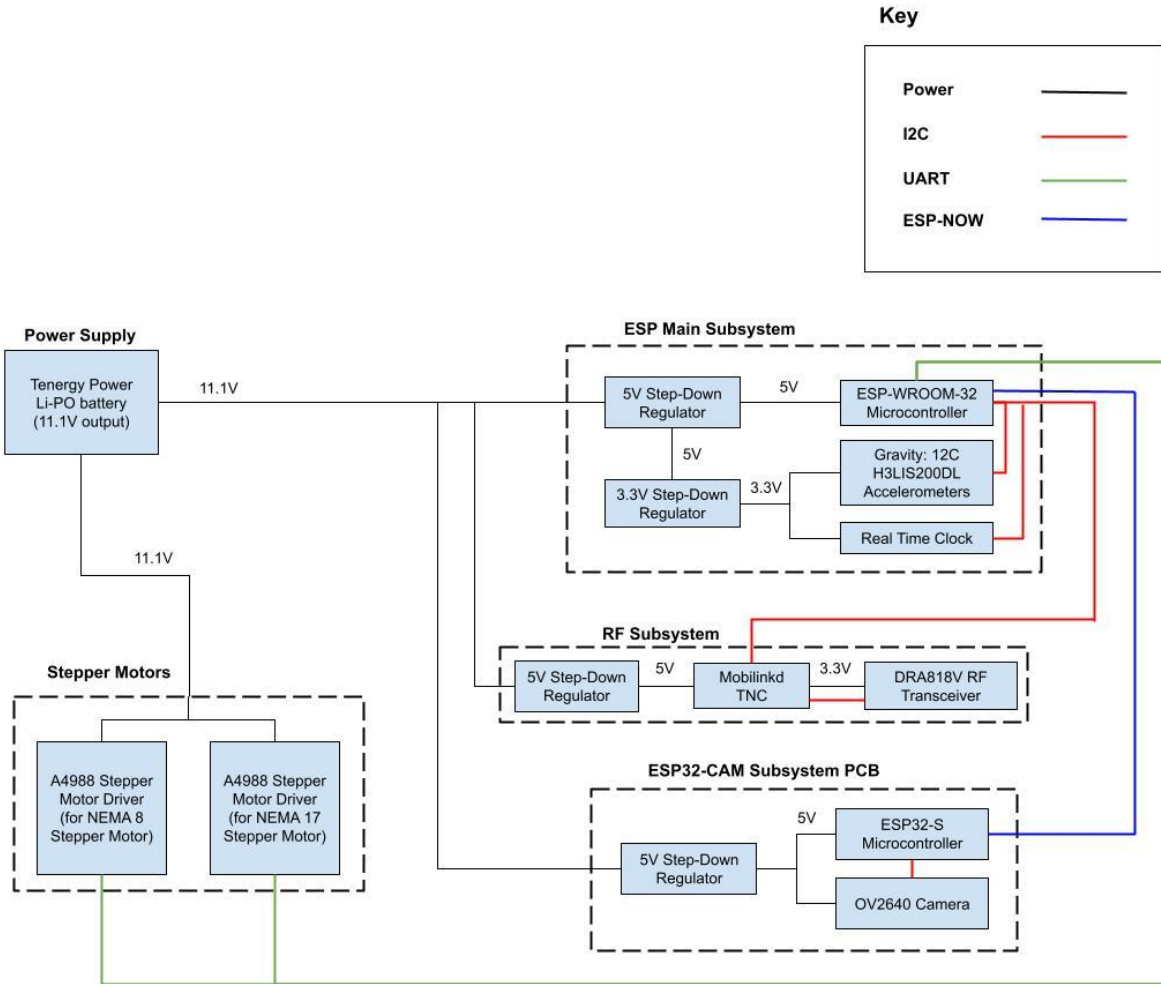 Key
Power
I2C
UART
ESP-NOW
Power Supply
Tenergy Power
Li-PO battery
(11.1V output)
11.1V
11.1V
ESP Main Subsystem
5V Step-Down
Regulator
5V
ESP-WROOM-32
Microcontroller
5V
3.3V Step-Down
Regulator
3.3V
Gravity: 12C
H3LIS200DL
Accelerometers
Real Time Clock
RF Subsystem
5V Step-Down
Regulator
5V
Mobilinkd
TNC
3.3V
DRA818V RF
Transceiver
Stepper Motors
A4988 Stepper
Motor Driver
(for NEMA 8
Stepper Motor)
A4988 Stepper
Motor Driver
(for NEMA 17
Stepper Motor)
ESP32-CAM Subsystem PCB
5V Step-Down
Regulator
5V
ESP32-S
Microcontroller
OV2640 Camera